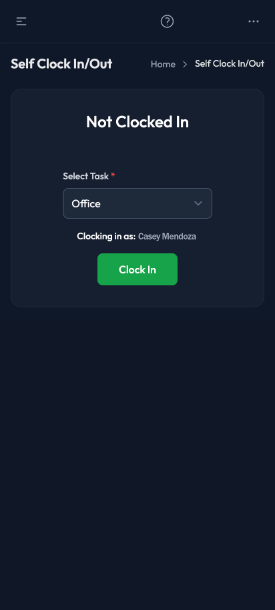 Self Clock In/Out
Home > Self Clock In/Out
Not Clocked In
Select Task *
Office
Clocking in as: Casey Mendoza
Clock In